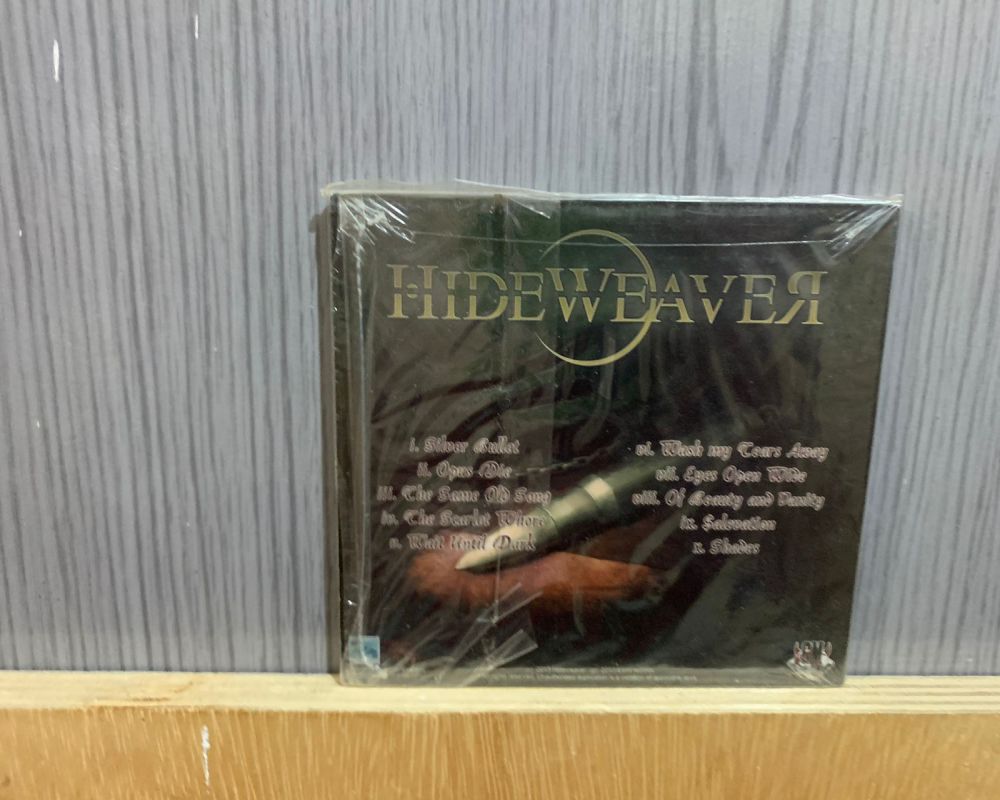 HIDEWEAVER
i. Silver Bullet
ii. Opus Die
iii. The Same Old Song
iv. The Scarlet Whore
v. Wait Until Dark
vi. Wash my Tears Away
vii. Eyes Open Wide
viii. Of Beauty and Vanity
ix. Salvation
x. Shades